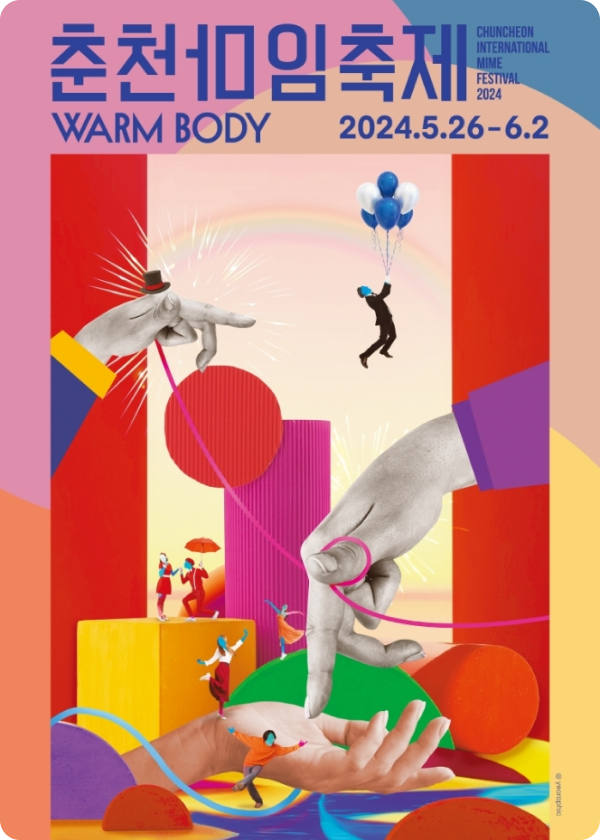 춘천마임축제
CHUNCHEON
INTERNATIONAL
MIME
FESTIVAL
2024
WARM BODY
2024.5.26-6.2